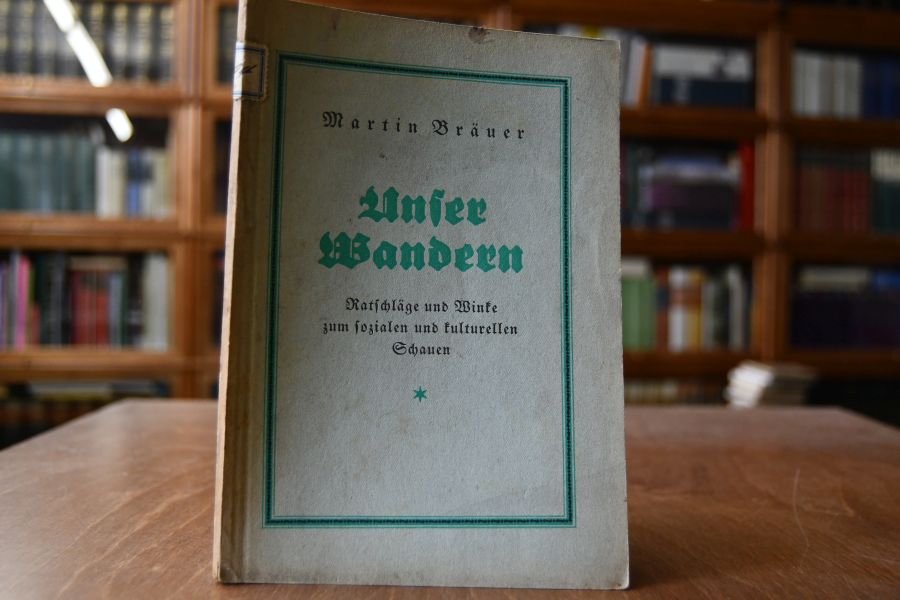 Martin Bräuer
Unser
Wandern
Ratschläge und Winke
zum sozialen und kulturellen
Schauen